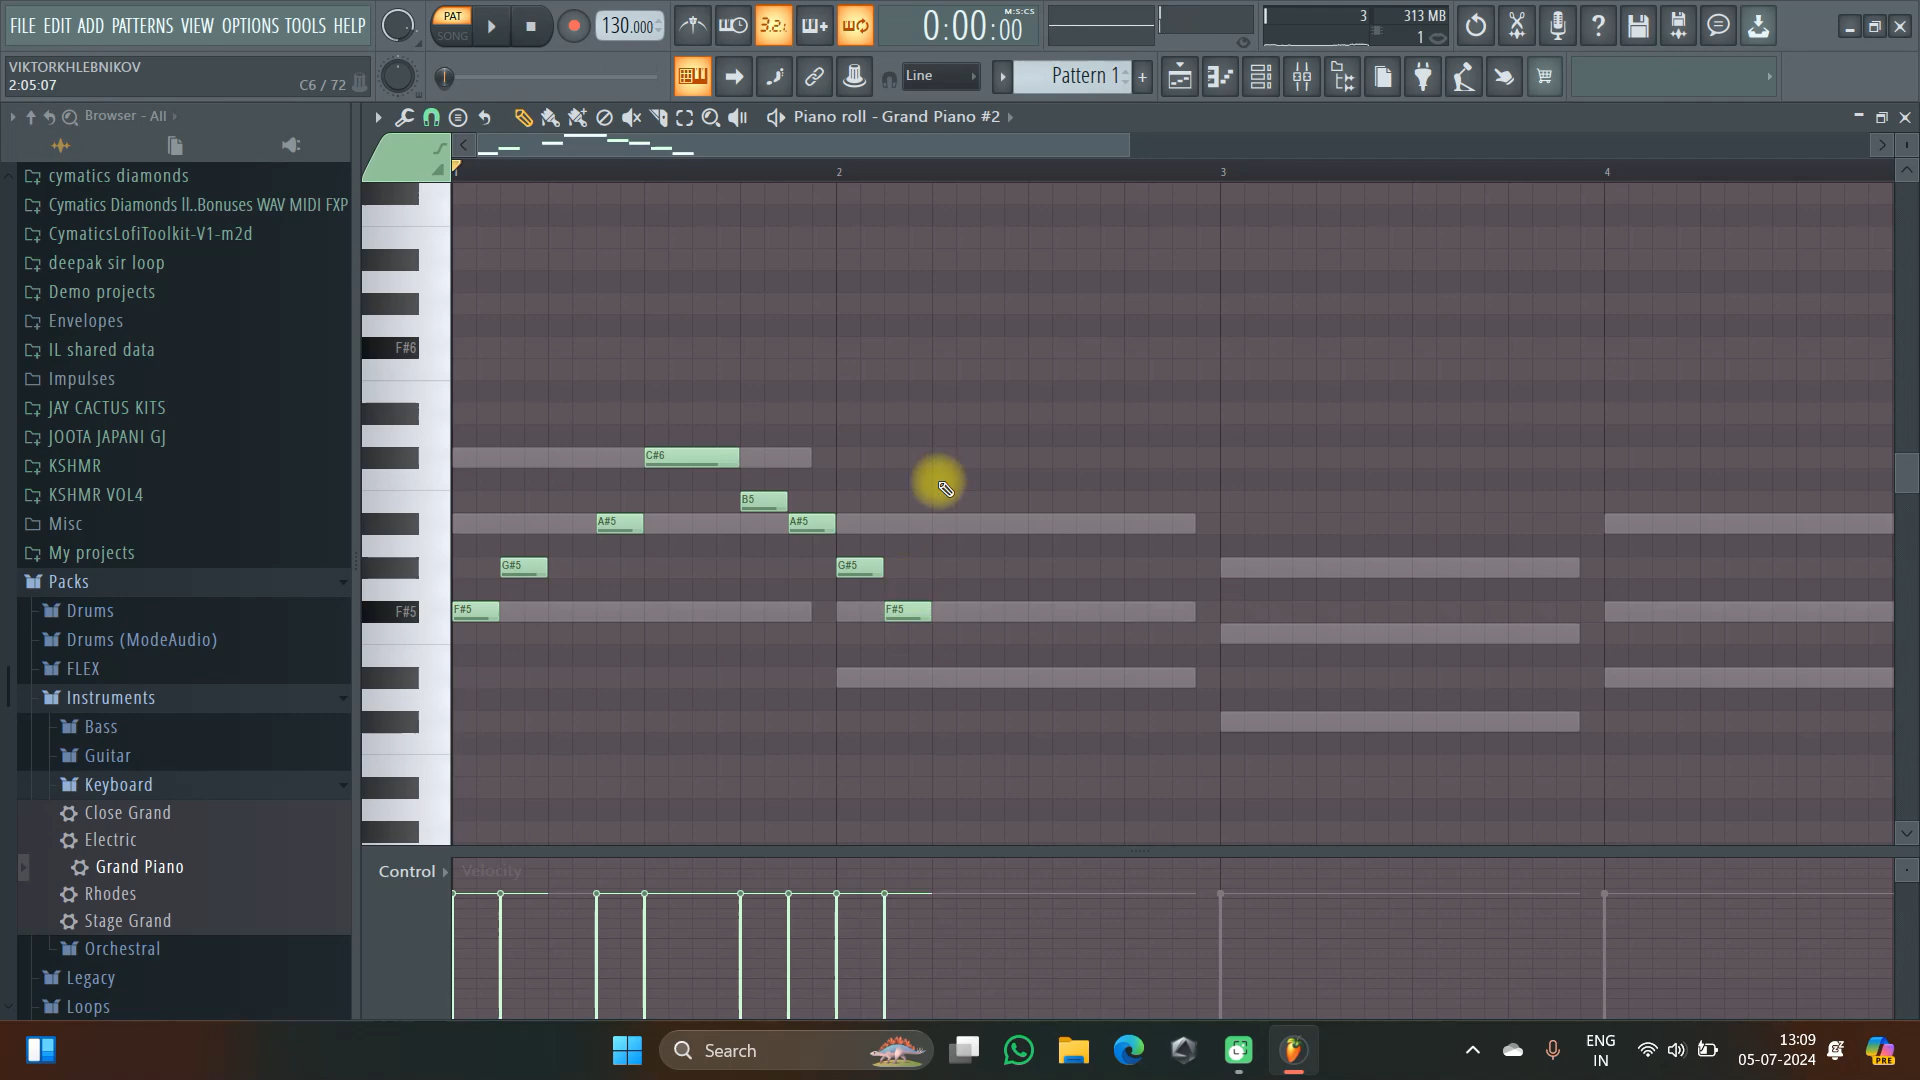 FILE EDIT ADD PATTERNS VIEW OPTIONS TOOLS HELP
PAT
SONG
130.000
3.2.
0:00:00
M:S:CS
3
313 MB
1
VIKTORKHLEBNIKOV
2:05:07
C6 / 72
Line
Pattern 1
Browser - All
Piano roll - Grand Piano #2
1
2
3
4
cymatics diamonds
Cymatics Diamonds ll..Bonuses WAV MIDI FXP
CymaticsLofiToolkit-V1-m2d
deepak sir loop
Demo projects
Envelopes
IL shared data
Impulses
JAY CACTUS KITS
JOOTA JAPANI GJ
KSHMR
KSHMR VOL4
Misc
My projects
Packs
Drums
Drums (ModeAudio)
FLEX
Instruments
Bass
Guitar
Keyboard
Close Grand
Electric
Grand Piano
Rhodes
Stage Grand
Orchestral
Legacy
Loops
F#6
C#6
B5
A#5
A#5
G#5
G#5
F#5
F#5
F#5
Control
Velocity
Search
ENG
IN
13:09
05-07-2024
PRE